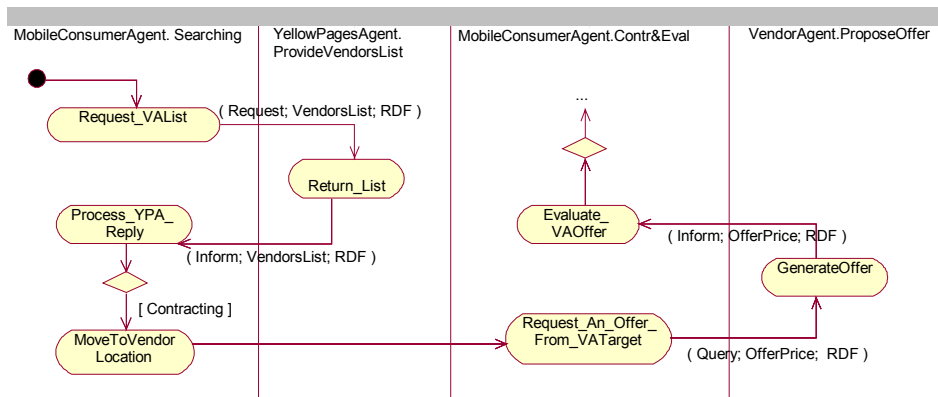 MobileConsumerAgent. Searching
YellowPagesAgent.
ProvideVendorsList
MobileConsumerAgent.Contr&Eval
VendorAgent.ProposeOffer
Request_VAList
( Request; VendorsList; RDF )
...
Return_List
Process_YPA_
Reply
( Inform; VendorsList; RDF )
Evaluate_
VAOffer
( Inform; OfferPrice; RDF )
GenerateOffer
[ Contracting ]
MoveToVendor
Location
Request_An_Offer_
From_VATarget
( Query; OfferPrice;  RDF )